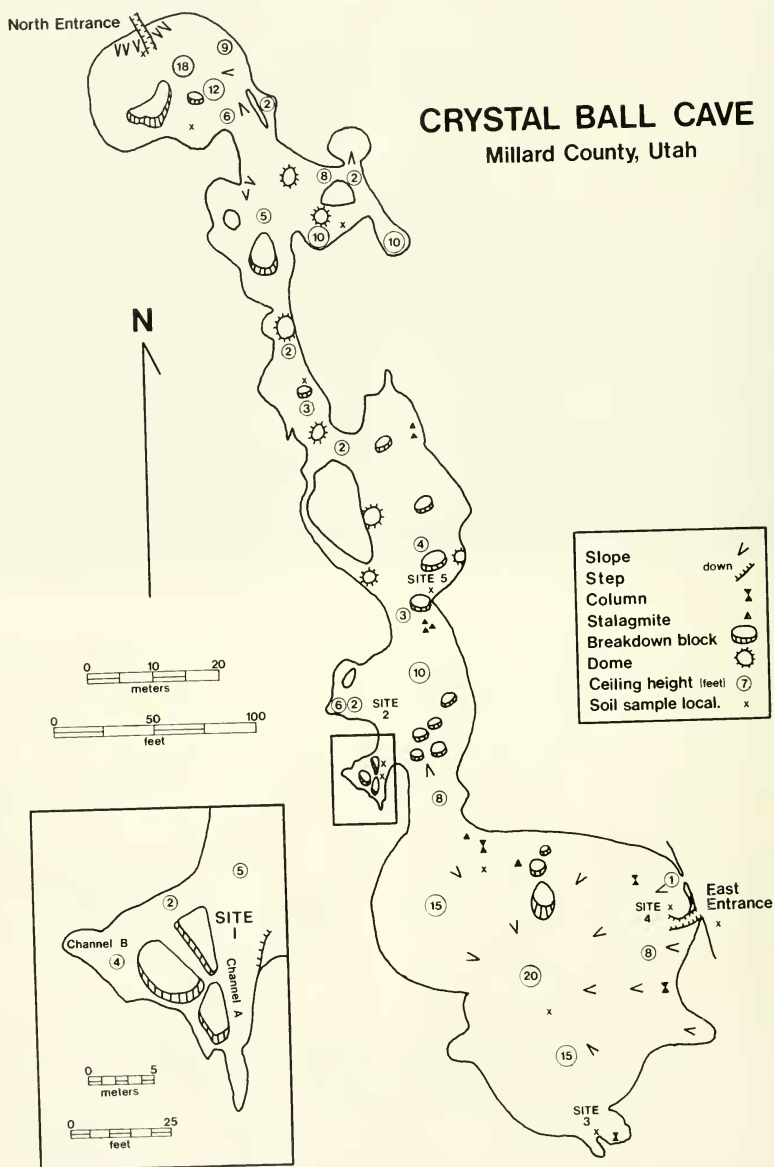 North Entrance
9
18
12
6
2
CRYSTAL BALL CAVE
Millard County, Utah
8
2
5
10
10
N
2
3
2
4
SITE 5
x
3
Slope
Step down
Column
Stalagmite
Breakdown block
Dome
Ceiling height (feet) 7
Soil sample local. x
0 10 20
meters
0 50 100
feet
10
6 2
SITE
2
8
15
1
East
Entrance
SITE
4
8
20
15
SITE
3
5
2
SITE
1
Channel B
4
Channel A
0 5
meters
0 25
feet